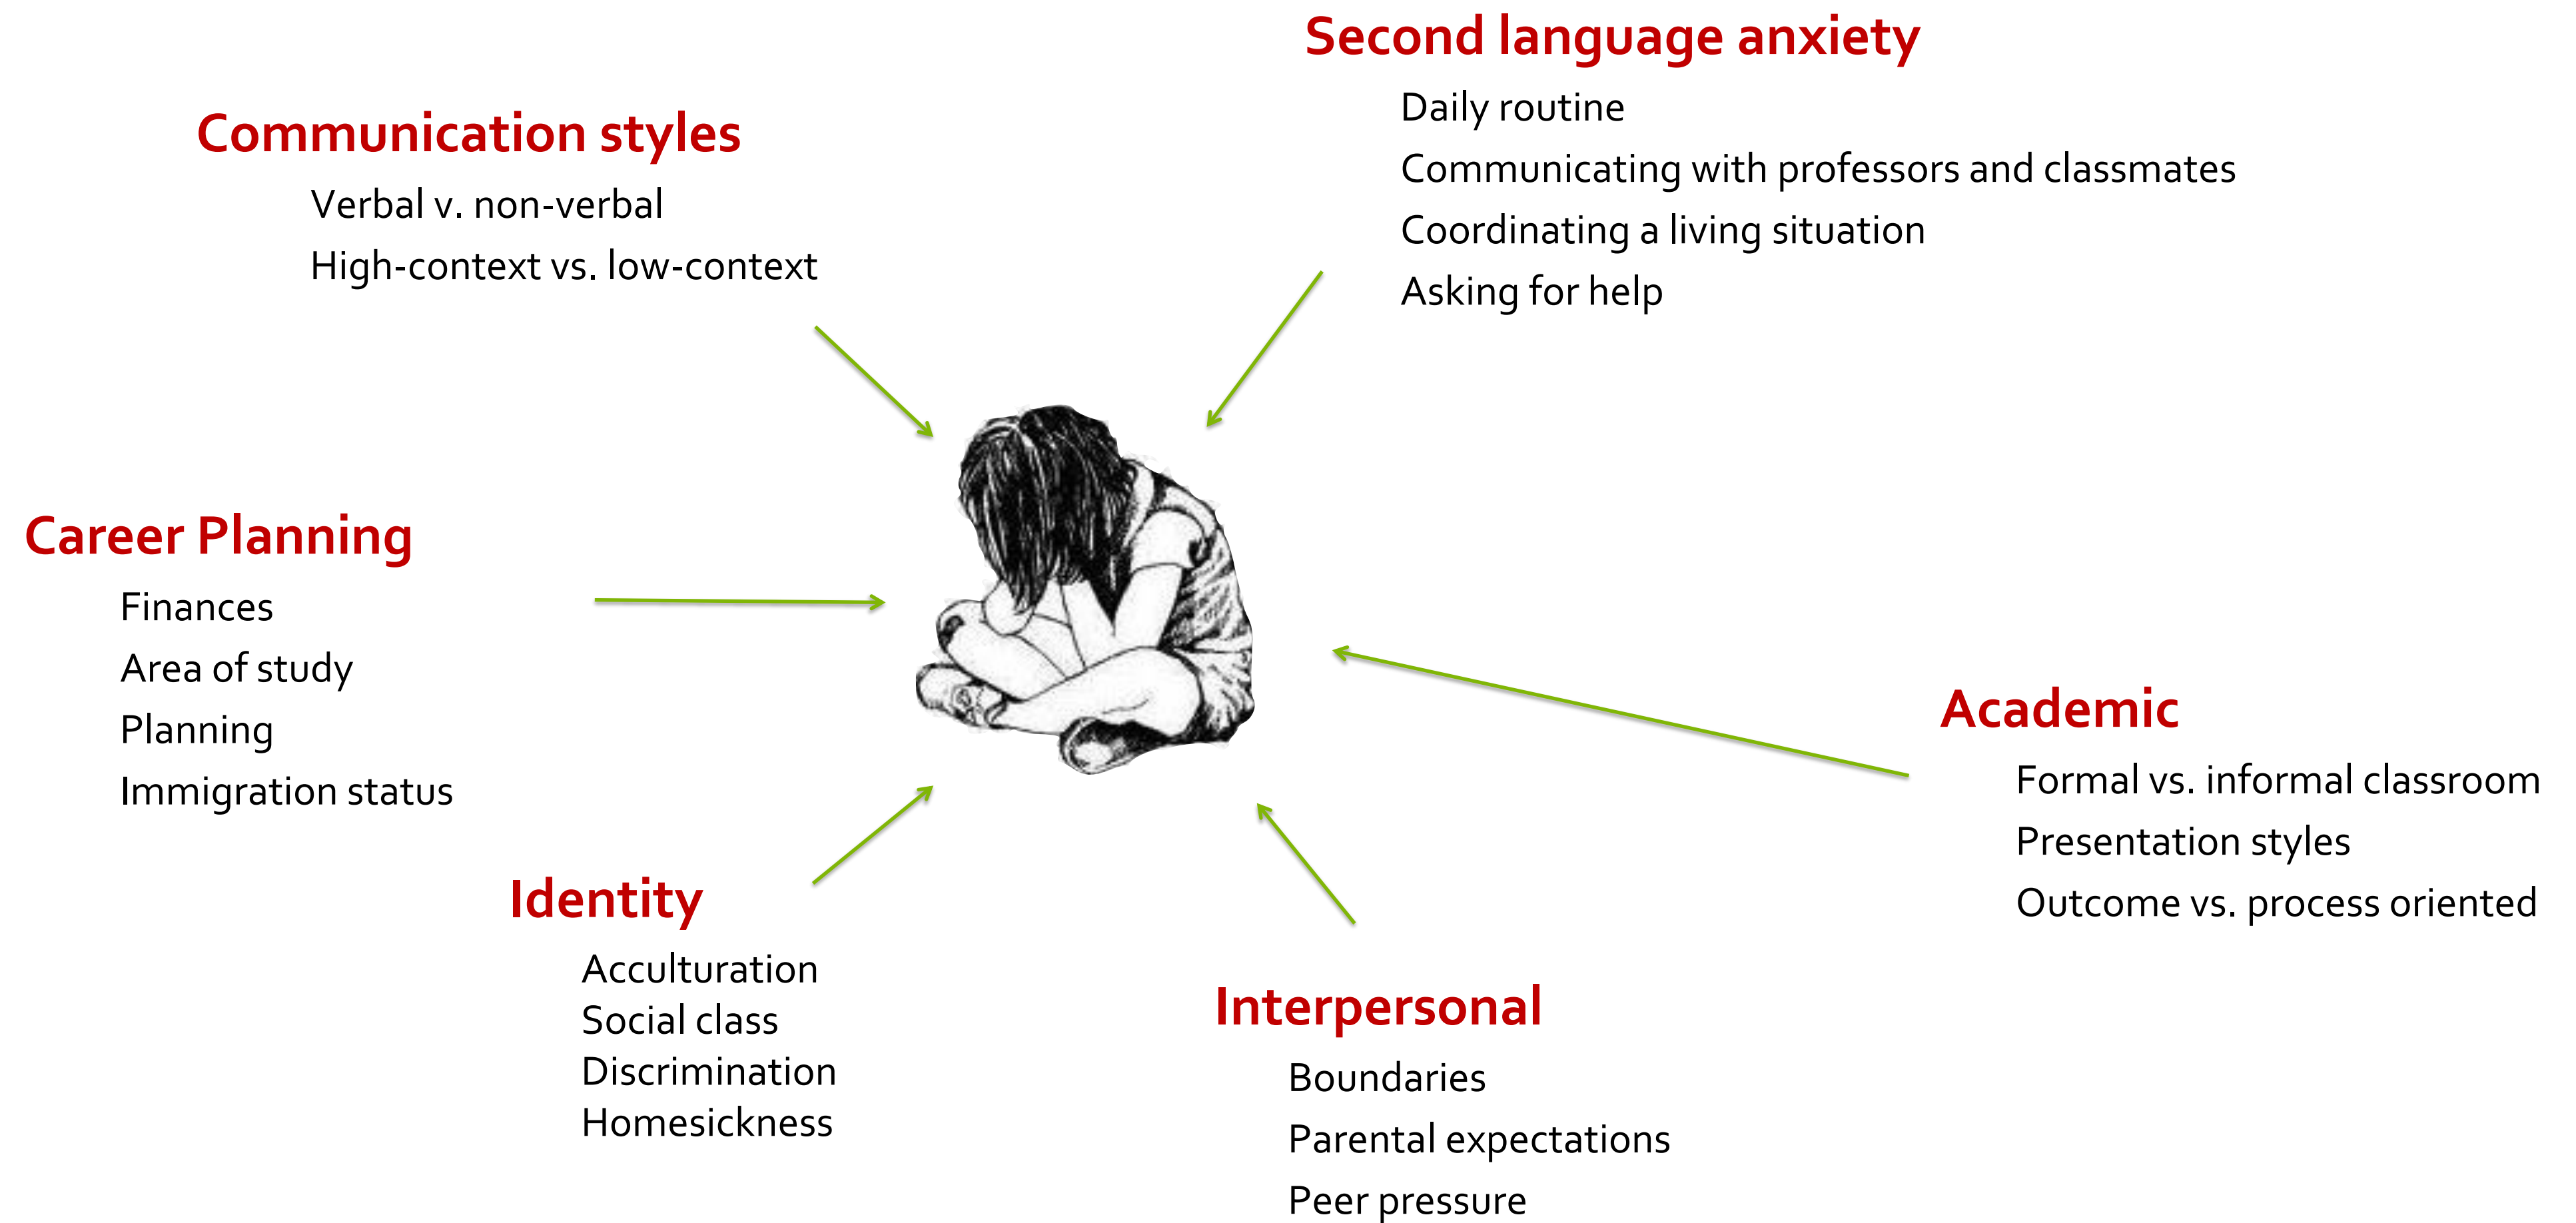 Second language anxiety
Daily routine
Communicating with professors and classmates
Coordinating a living situation
Asking for help
Communication styles
Verbal v. non-verbal
High-context vs. low-context
Career Planning
Finances
Area of study
Planning
Immigration status
Academic
Formal vs. informal classroom
Presentation styles
Outcome vs. process oriented
Identity
Acculturation
Social class
Discrimination
Homesickness
Interpersonal
Boundaries
Parental expectations
Peer pressure